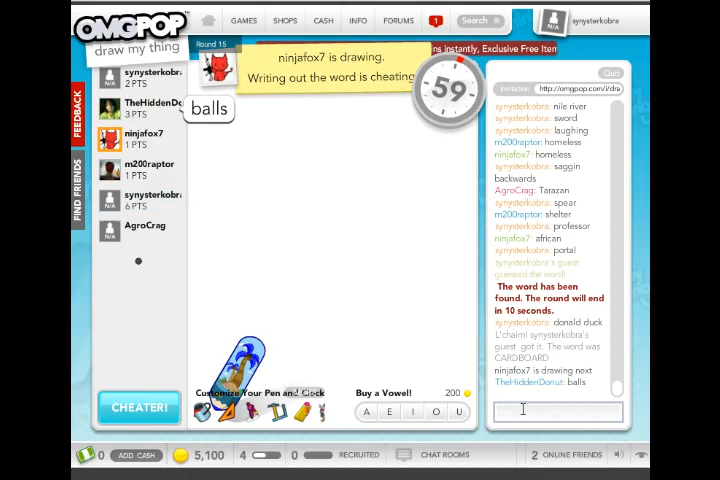 OMGPOP
draw my thing
GAMES SHOPS CASH INFO FORUMS 1 Search
N/A synysterkobra
Round 15
ninjafox7 is drawing.
Writing out the word is cheating
ns instantly, Exclusive Free Item
59
FEEDBACK
FIND FRIENDS
N/A synysterkobra
2 PTS
TheHiddenDo
3 PTS
balls
ninjafox7
1 PTS
m200raptor
1 PTS
N/A synysterkobra
6 PTS
N/A AgroCrag
CHEATER!
Customize Your Pen and Clock
Buy a Vowel! 200
A E I O U
Quit
Invitation http://omgpop.com/i/dra
synysterkobra: nile river
synysterkobra: sword
synysterkobra: laughing
m200raptor: homeless
ninjafox7: homeless
synysterkobra: saggin
backwards
AgroCrag: Tarazan
synysterkobra: spear
m200raptor: shelter
synysterkobra: professor
ninjafox7: african
synysterkobra: portal
synysterkobra's guest
guessed the word!
The word has been
found. The round will end
in 10 seconds.
synysterkobra: donald duck
L'chaim! synysterkobra's
guest got it. The word was
CARDBOARD
ninjafox7 is drawing next
TheHiddenDonut: balls
0 ADD CASH 5,100 4 0 RECRUITED CHAT ROOMS 2 ONLINE FRIENDS